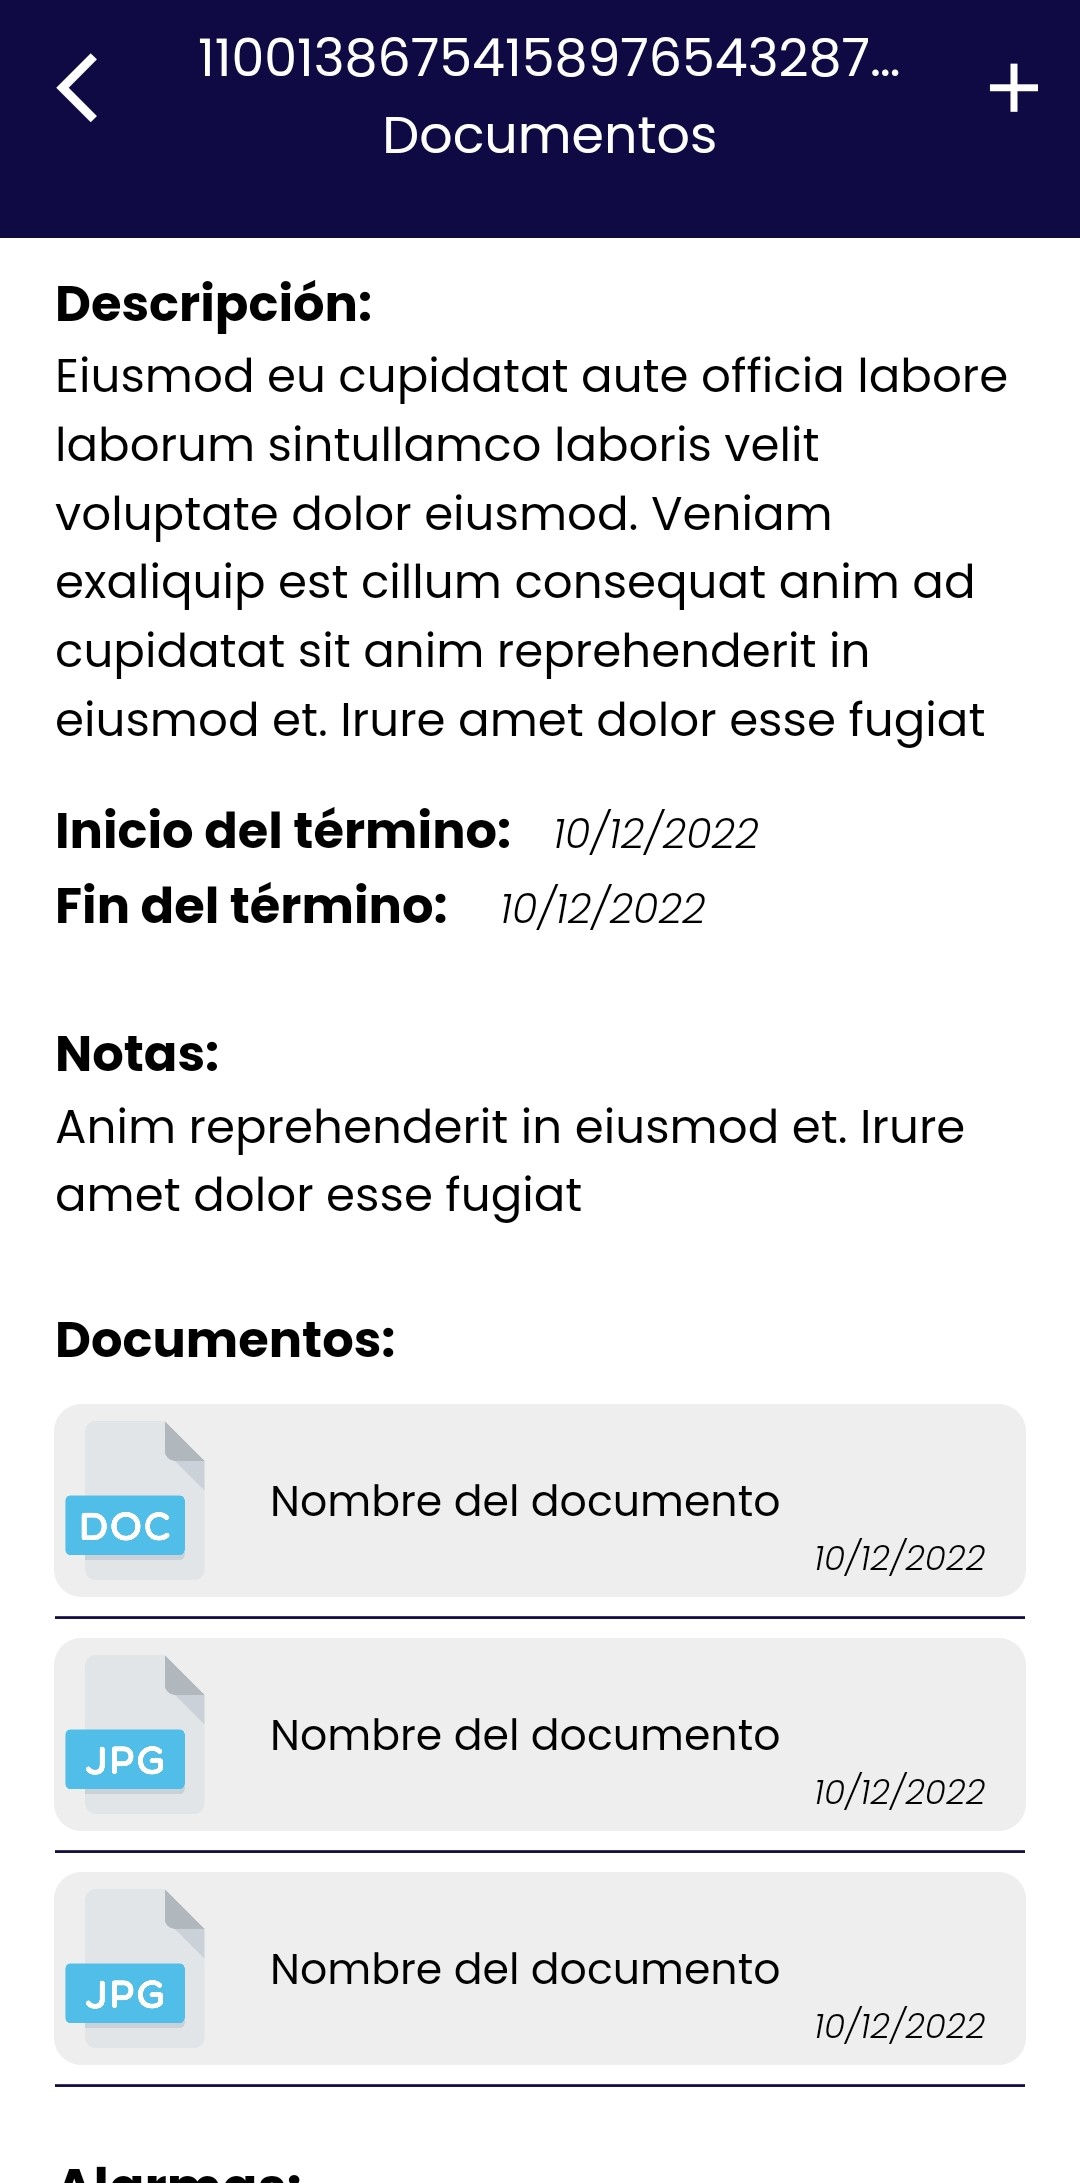 11001386754158976543287...
Documentos
Descripción:
Eiusmod eu cupidatat aute officia labore
laborum sintullamco laboris velit
voluptate dolor eiusmod. Veniam
exaliquip est cillum consequat anim ad
cupidatat sit anim reprehenderit in
eiusmod et. Irure amet dolor esse fugiat
Inicio del término: 10/12/2022
Fin del término: 10/12/2022
Notas:
Anim reprehenderit in eiusmod et. Irure
amet dolor esse fugiat
Documentos:
DOC
Nombre del documento
10/12/2022
JPG
Nombre del documento
10/12/2022
JPG
Nombre del documento
10/12/2022
Alarmas: